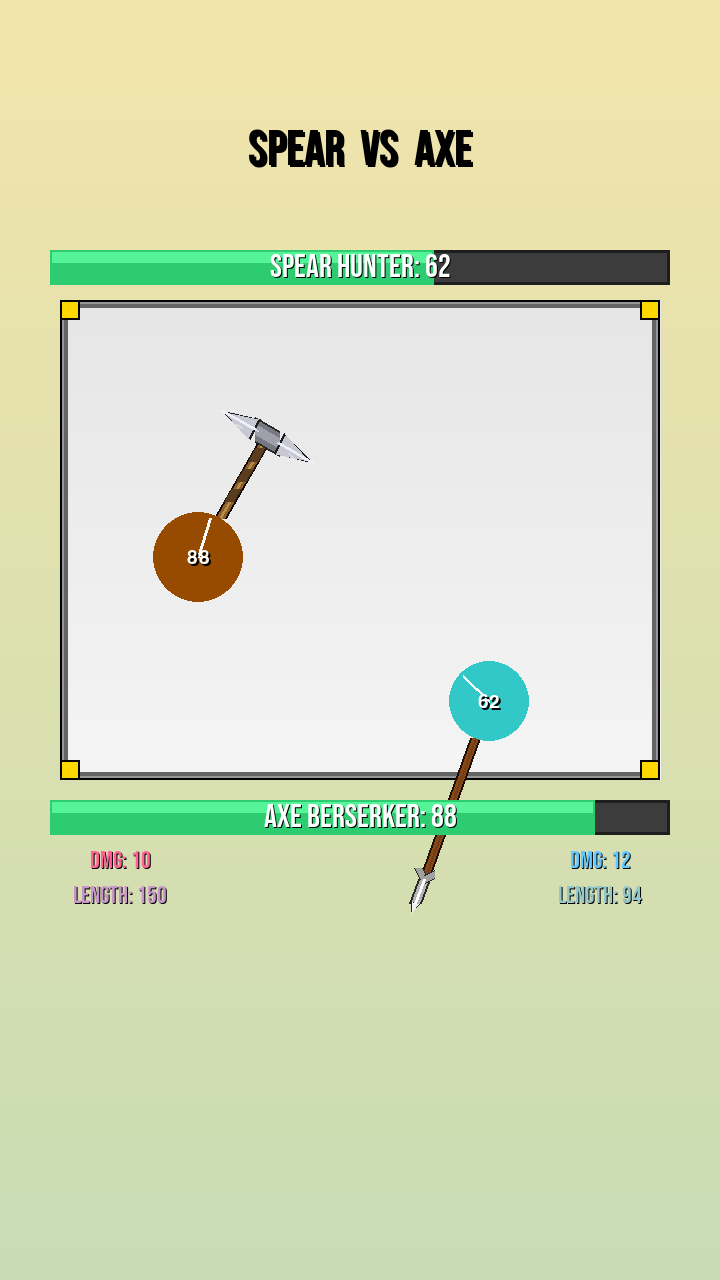 SPEAR VS AXE
SPEAR HUNTER: 62
88
62
AXE BERSERKER: 88
DMG: 10
DMG: 12
LENGTH: 150
LENGTH: 94